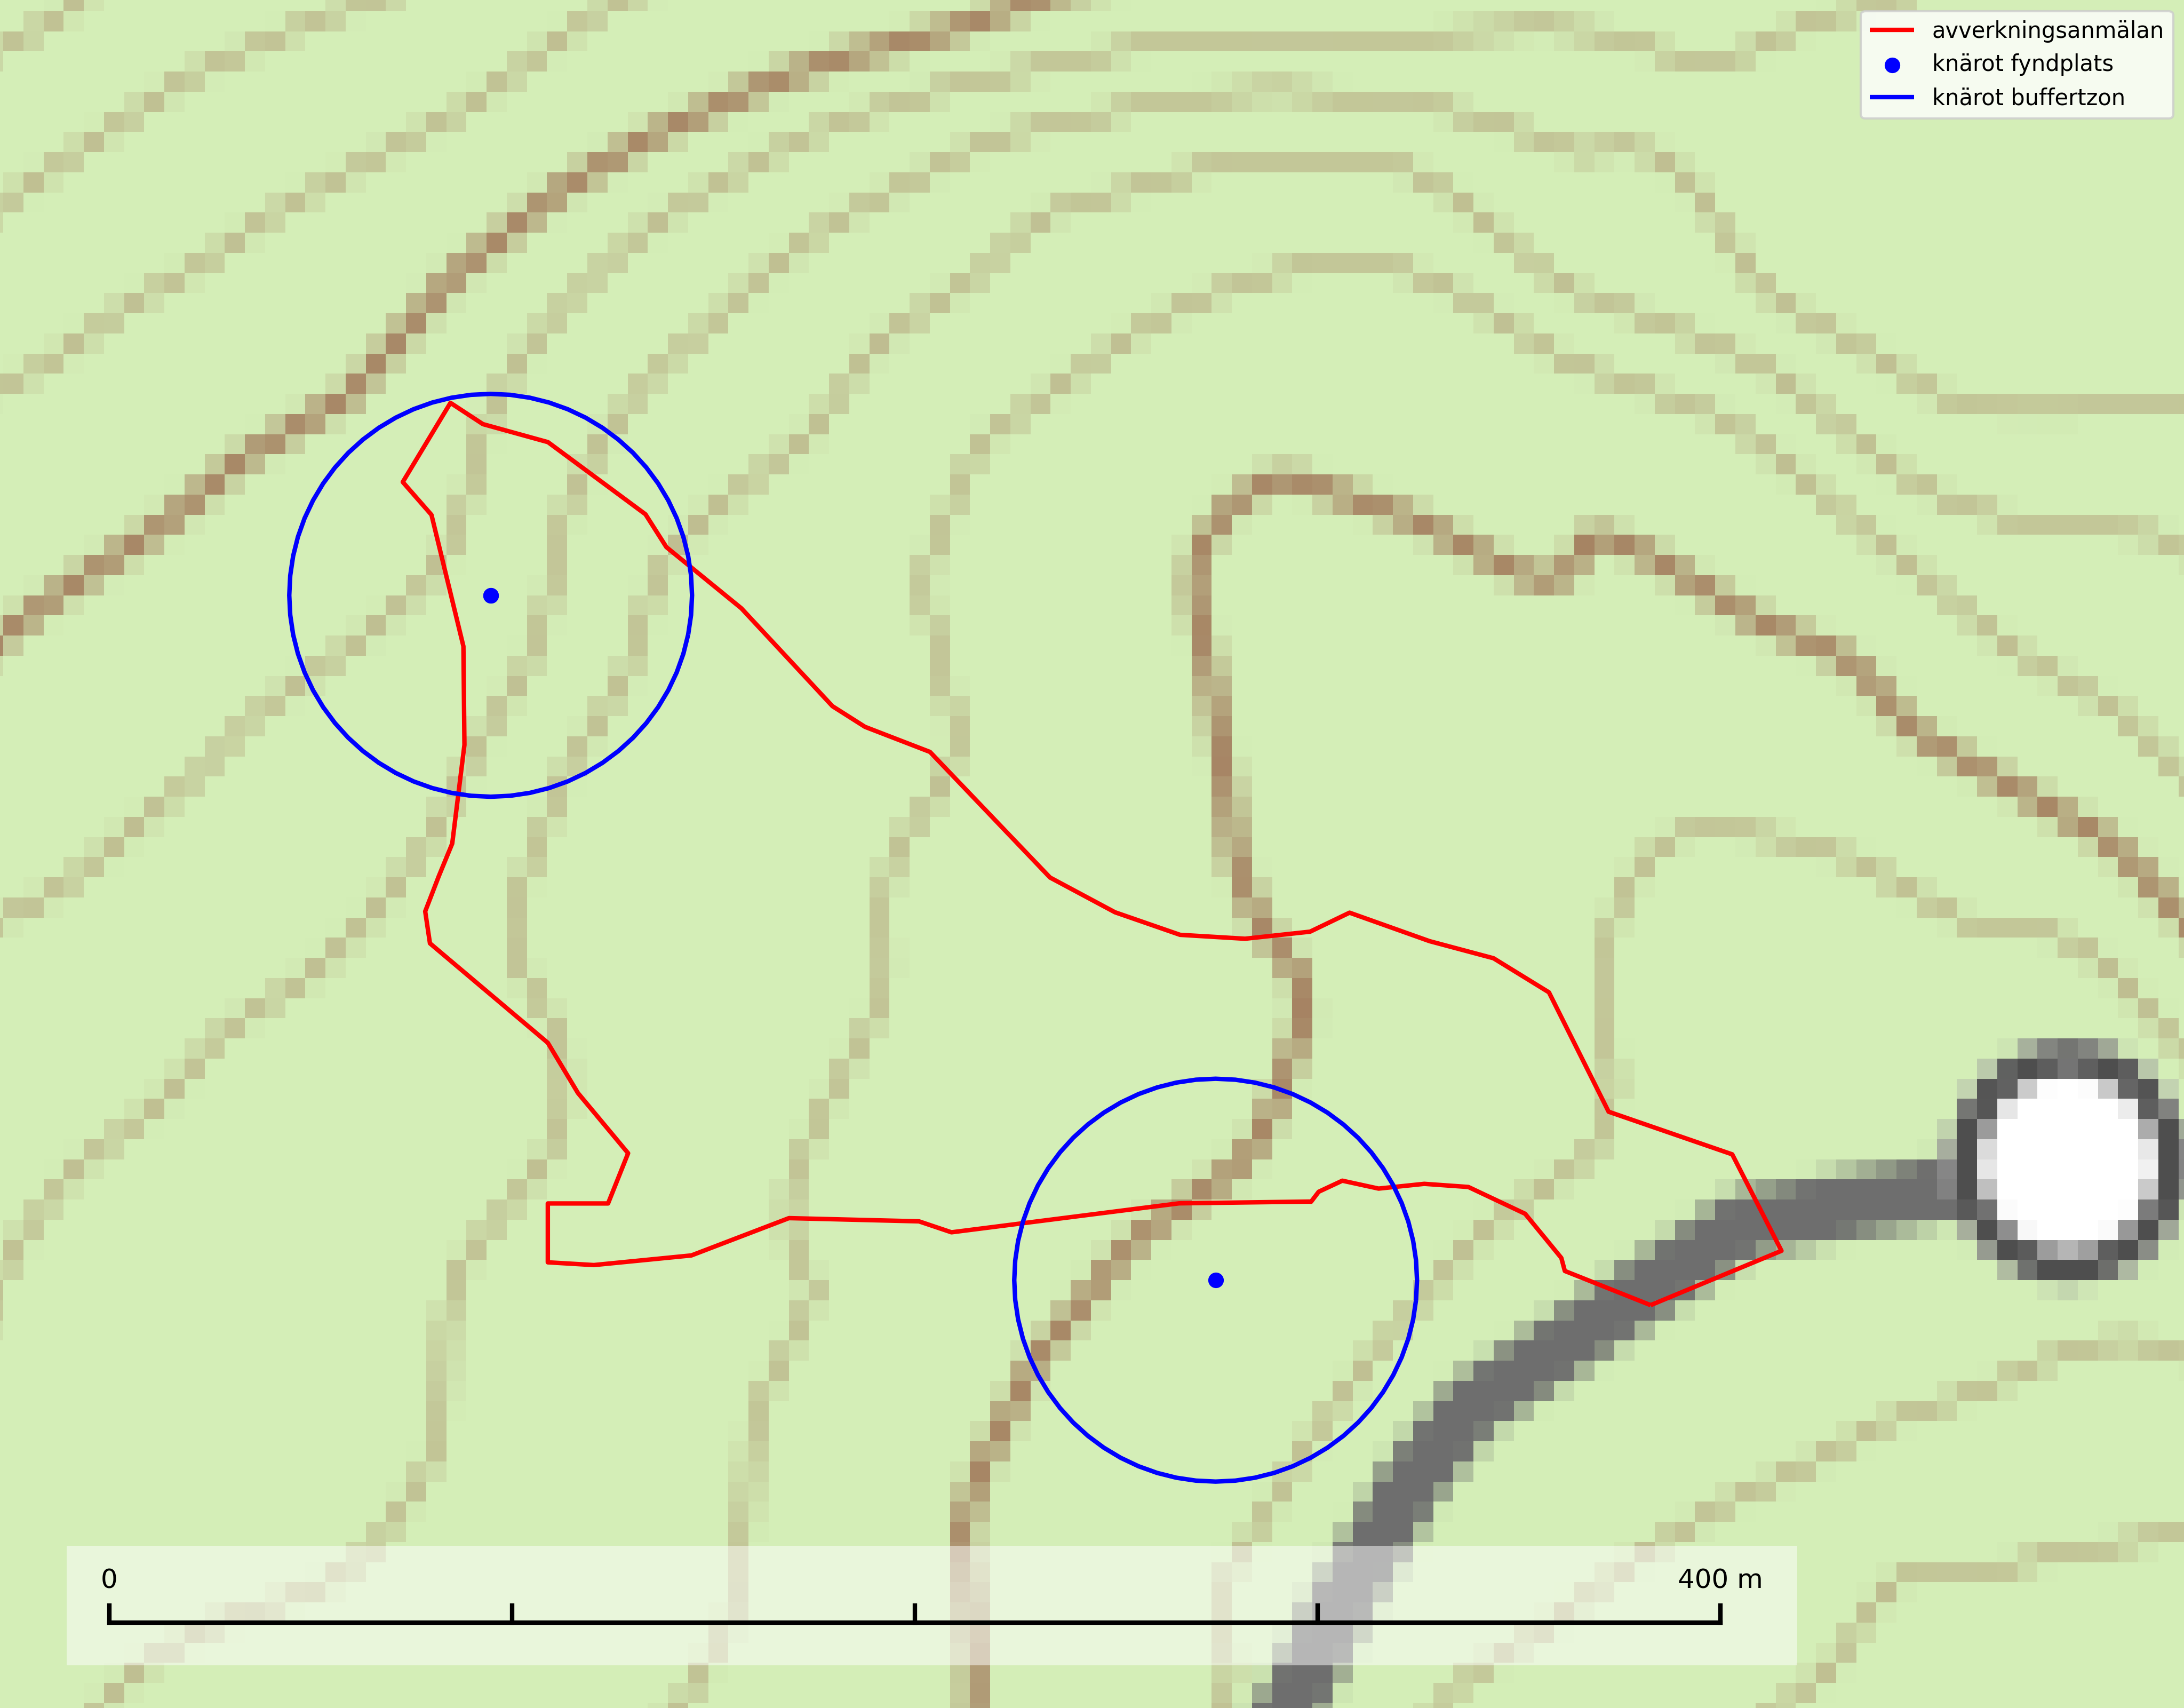 avverkningsanmälan
knärot fyndplats
knärot buffertzon
0
400 m